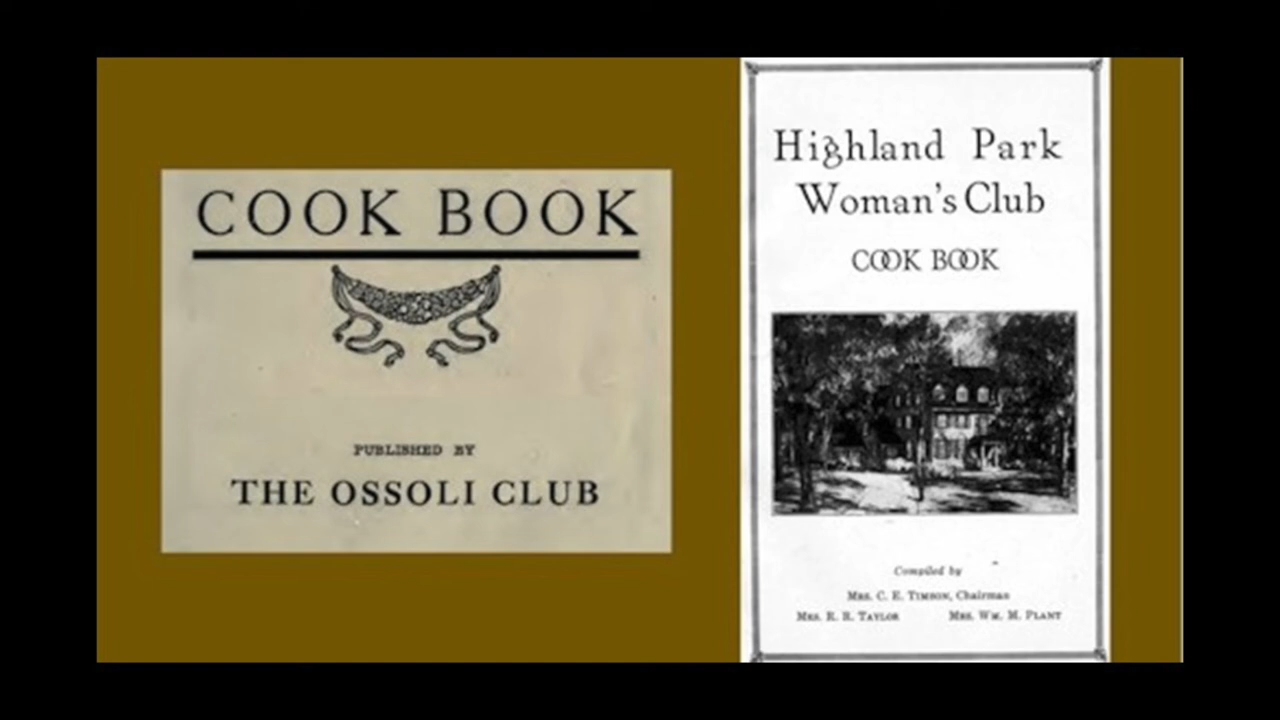 COOK BOOK
PUBLISHED BY
THE OSSOLI CLUB
Highland Park
Woman's Club
COOK BOOK
Compiled by
MRS. C. E. TIMSON, Chairman
MRS. R. R. TAYLOR MRS. WM. M. PLANT